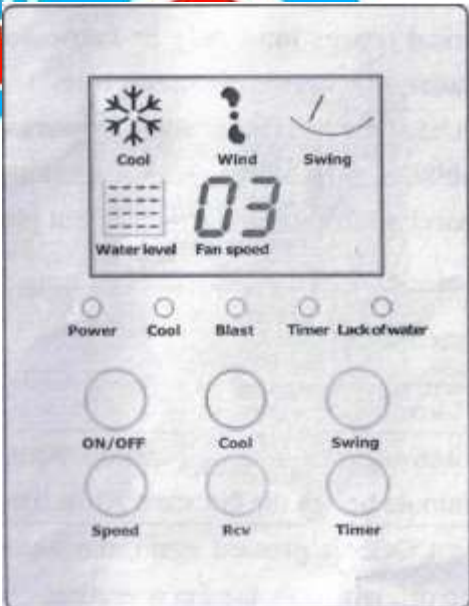 Cool Wind Swing
03
Water level Fan speed
Power Cool Blast Timer Lack of water
ON/OFF Cool Swing
Speed Rcv Timer